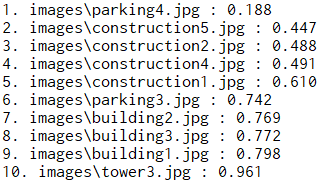 1. images\parking4.jpg : 0.188
2. images\construction5.jpg : 0.447
3. images\construction2.jpg : 0.488
4. images\construction4.jpg : 0.491
5. images\construction1.jpg : 0.610
6. images\parking3.jpg : 0.742
7. images\building2.jpg : 0.769
8. images\building3.jpg : 0.772
9. images\building1.jpg : 0.798
10. images\tower3.jpg : 0.961